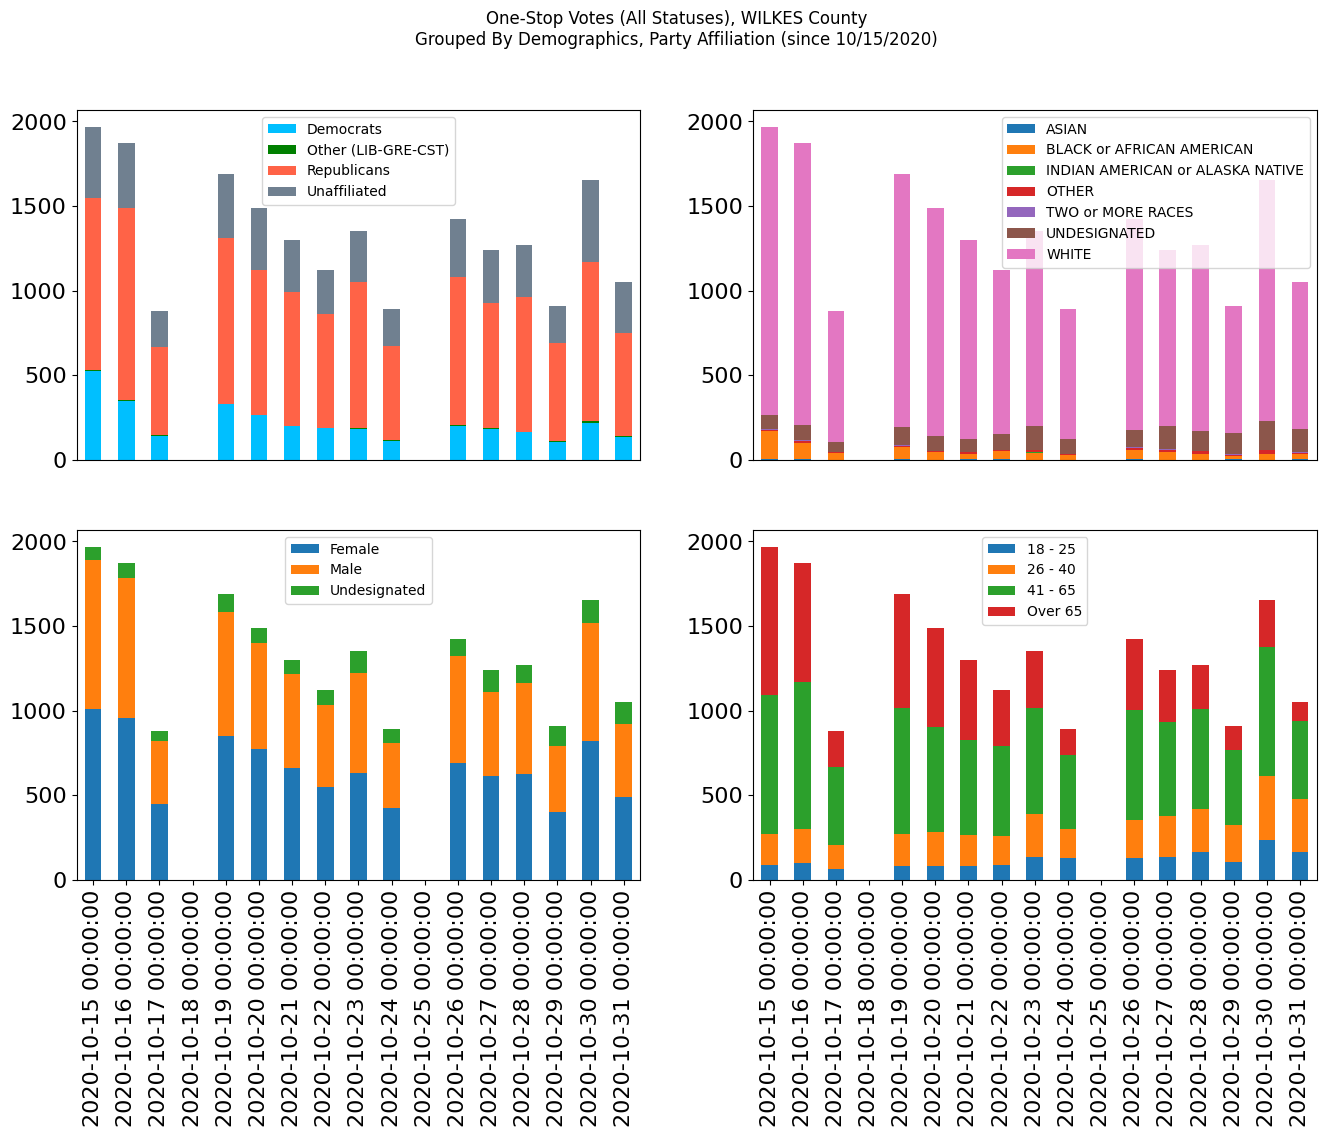 One-Stop Votes (All Statuses), WILKES County
Grouped By Demographics, Party Affiliation (since 10/15/2020)
2000
1500
1000
500
0
Democrats
Other (LIB-GRE-CST)
Republicans
Unaffiliated
2000
1500
1000
500
0
ASIAN
BLACK or AFRICAN AMERICAN
INDIAN AMERICAN or ALASKA NATIVE
OTHER
TWO or MORE RACES
UNDESIGNATED
WHITE
2000
1500
1000
500
0
Female
Male
Undesignated
2020-10-15 00:00:00
2020-10-16 00:00:00
2020-10-17 00:00:00
2020-10-18 00:00:00
2020-10-19 00:00:00
2020-10-20 00:00:00
2020-10-21 00:00:00
2020-10-22 00:00:00
2020-10-23 00:00:00
2020-10-24 00:00:00
2020-10-25 00:00:00
2020-10-26 00:00:00
2020-10-27 00:00:00
2020-10-28 00:00:00
2020-10-29 00:00:00
2020-10-30 00:00:00
2020-10-31 00:00:00
2000
1500
1000
500
0
18 - 25
26 - 40
41 - 65
Over 65
2020-10-15 00:00:00
2020-10-16 00:00:00
2020-10-17 00:00:00
2020-10-18 00:00:00
2020-10-19 00:00:00
2020-10-20 00:00:00
2020-10-21 00:00:00
2020-10-22 00:00:00
2020-10-23 00:00:00
2020-10-24 00:00:00
2020-10-25 00:00:00
2020-10-26 00:00:00
2020-10-27 00:00:00
2020-10-28 00:00:00
2020-10-29 00:00:00
2020-10-30 00:00:00
2020-10-31 00:00:00